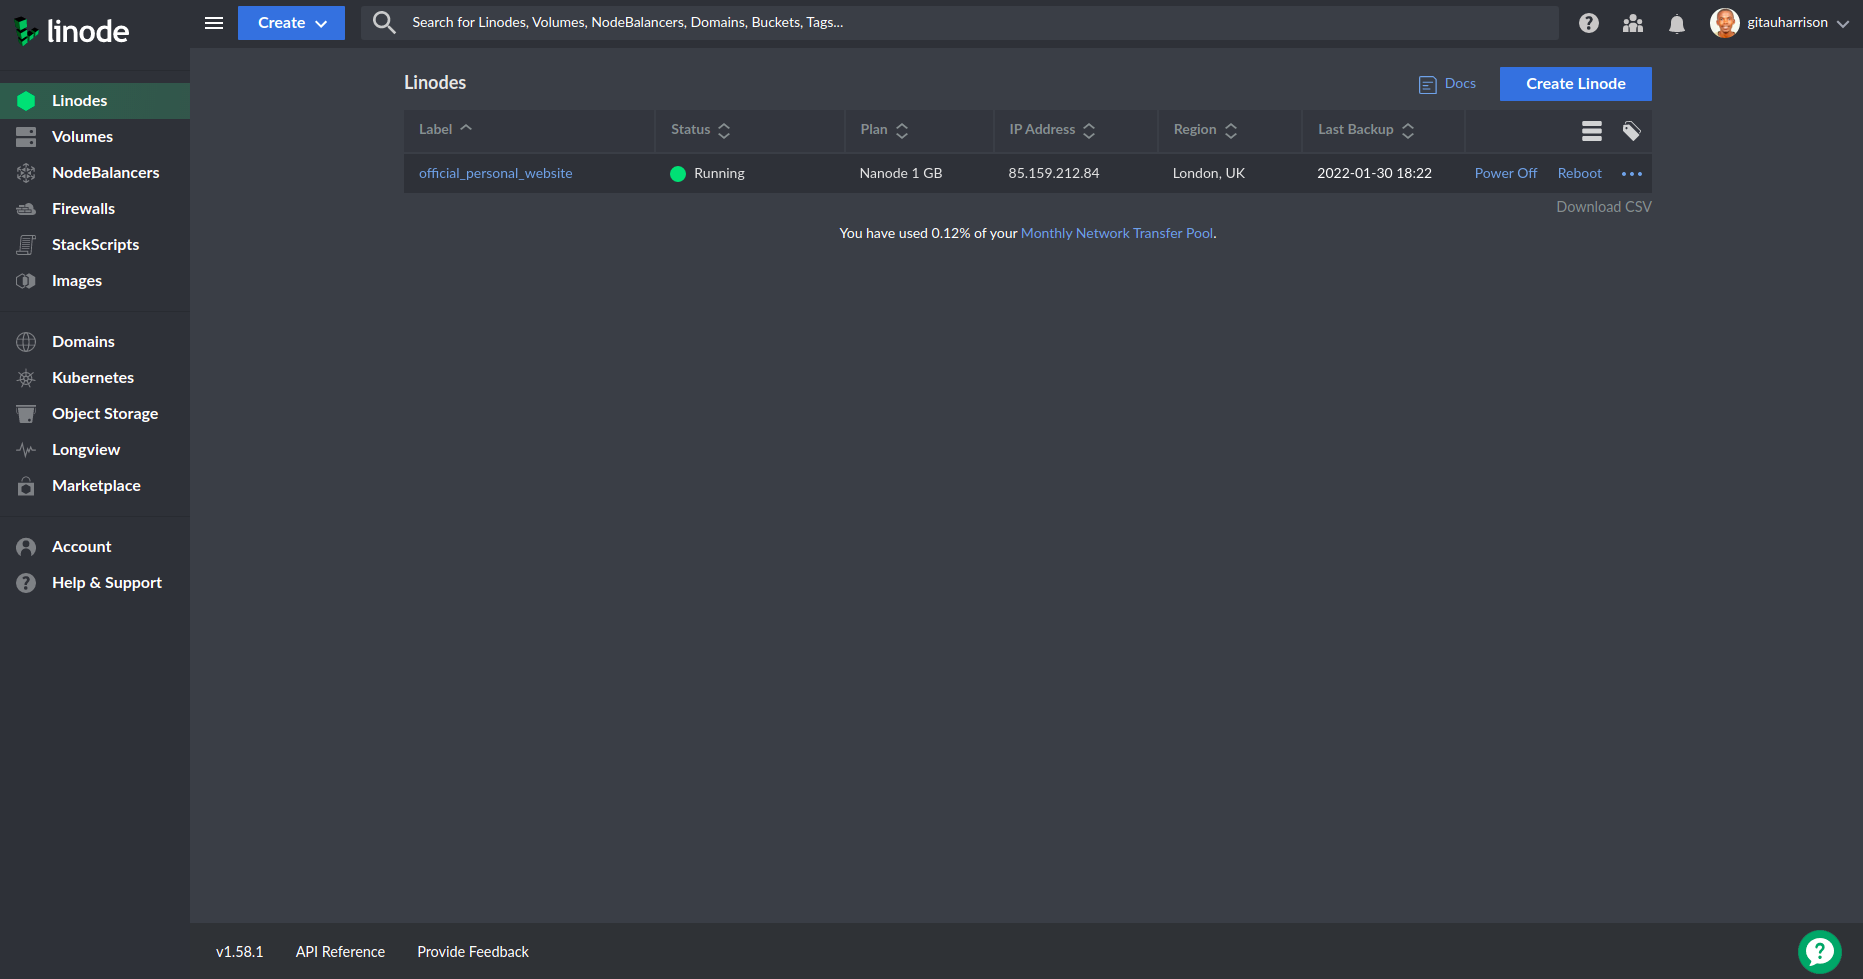 linode
Create
Search for Linodes, Volumes, NodeBalancers, Domains, Buckets, Tags...
?
gitauharrison
Linodes
Volumes
NodeBalancers
Firewalls
StackScripts
Images
Domains
Kubernetes
Object Storage
Longview
Marketplace
Account
? Help & Support
Linodes
Docs
Create Linode
Label Status Plan IP Address Region Last Backup
official_personal_website Running Nanode 1 GB 85.159.212.84 London, UK 2022-01-30 18:22 Power Off Reboot ...
Download CSV
You have used 0.12% of your Monthly Network Transfer Pool.
v1.58.1 API Reference Provide Feedback
?